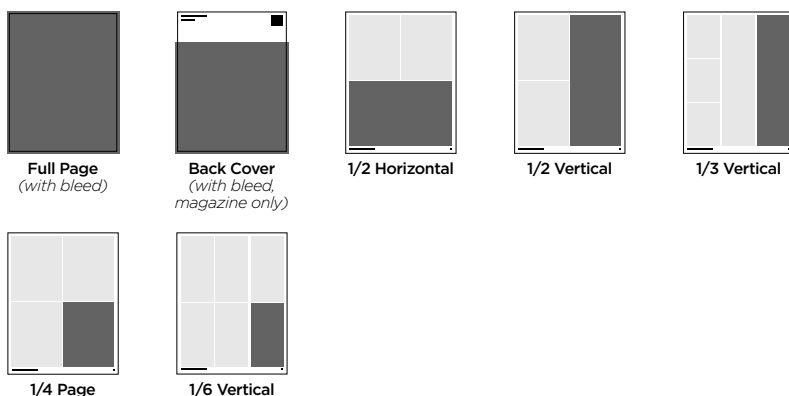 Full Page
(with bleed)
Back Cover
(with bleed,
magazine only)
1/2 Horizontal
1/2 Vertical
1/3 Vertical
1/4 Page
1/6 Vertical